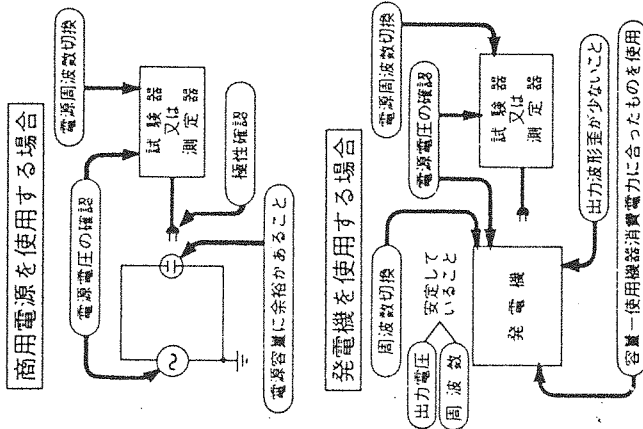 商用電源を使用する場合
電源電圧の確認
電源周波数切換
試験器
又は
測定器
極性確認
電源容量に余裕があること
発電機を使用する場合
周波数切換
電源電圧の確認
電源周波数切換
出力電圧
周波数
安定して
いること
発電機
試験器
又は
測定器
出力波形歪が少ないこと
容量－使用機器消費電力に合ったものを使用